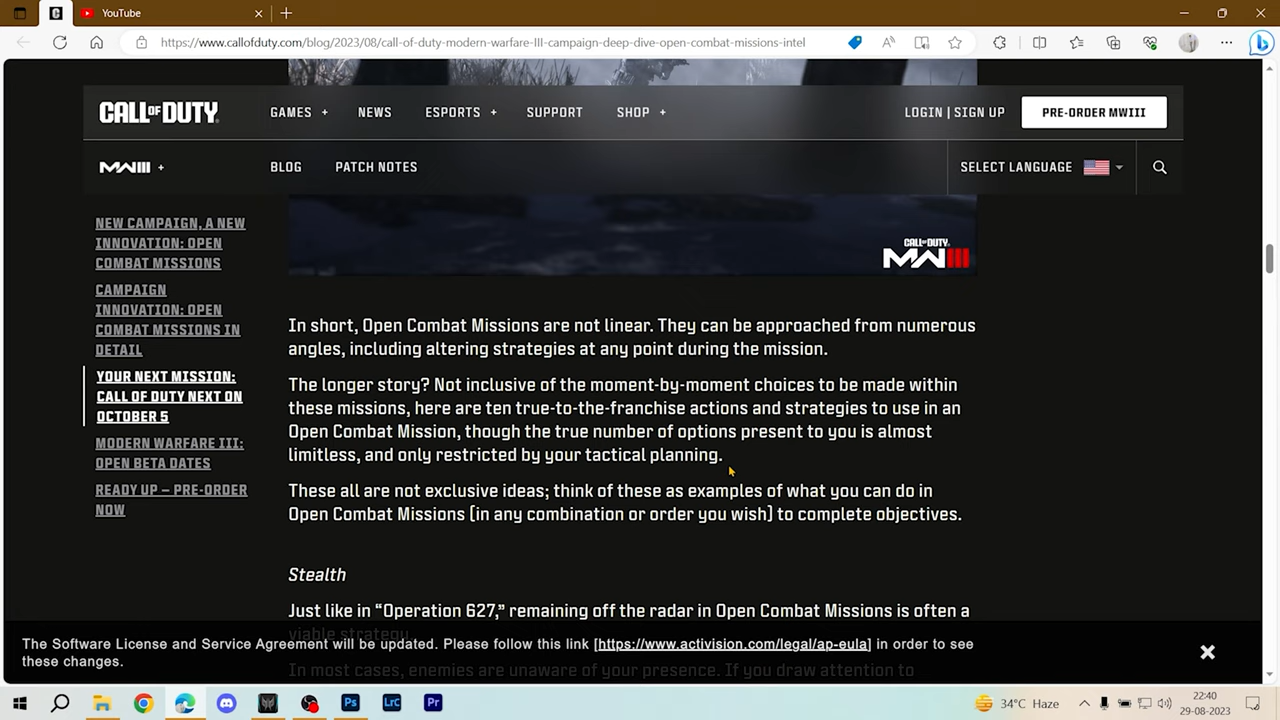 YouTube
https://www.callofduty.com/blog/2023/08/call-of-duty-modern-warfare-III-campaign-deep-dive-open-combat-missions-intel
CALL OF DUTY
GAMES +
NEWS
ESPORTS +
SUPPORT
SHOP +
LOGIN | SIGN UP
PRE-ORDER MWIII
MWIII +
BLOG
PATCH NOTES
SELECT LANGUAGE
NEW CAMPAIGN, A NEW
INNOVATION: OPEN
COMBAT MISSIONS
CAMPAIGN
INNOVATION: OPEN
COMBAT MISSIONS IN
DETAIL
YOUR NEXT MISSION:
CALL OF DUTY NEXT ON
OCTOBER 5
MODERN WARFARE III:
OPEN BETA DATES
READY UP – PRE-ORDER
NOW
CALL OF DUTY
MWIII
In short, Open Combat Missions are not linear. They can be approached from numerous
angles, including altering strategies at any point during the mission.
The longer story? Not inclusive of the moment-by-moment choices to be made within
these missions, here are ten true-to-the-franchise actions and strategies to use in an
Open Combat Mission, though the true number of options present to you is almost
limitless, and only restricted by your tactical planning.
These all are not exclusive ideas; think of these as examples of what you can do in
Open Combat Missions [in any combination or order you wish] to complete objectives.
Stealth
Just like in “Operation 627,” remaining off the radar in Open Combat Missions is often a
viable strategy.
In most cases, enemies are unaware of your presence. If you draw attention to
The Software License and Service Agreement will be updated. Please follow this link [https://www.activision.com/legal/ap-eula] in order to see
these changes.
Ps
LrC
Pr
34°C Haze
22:40
29-08-2023